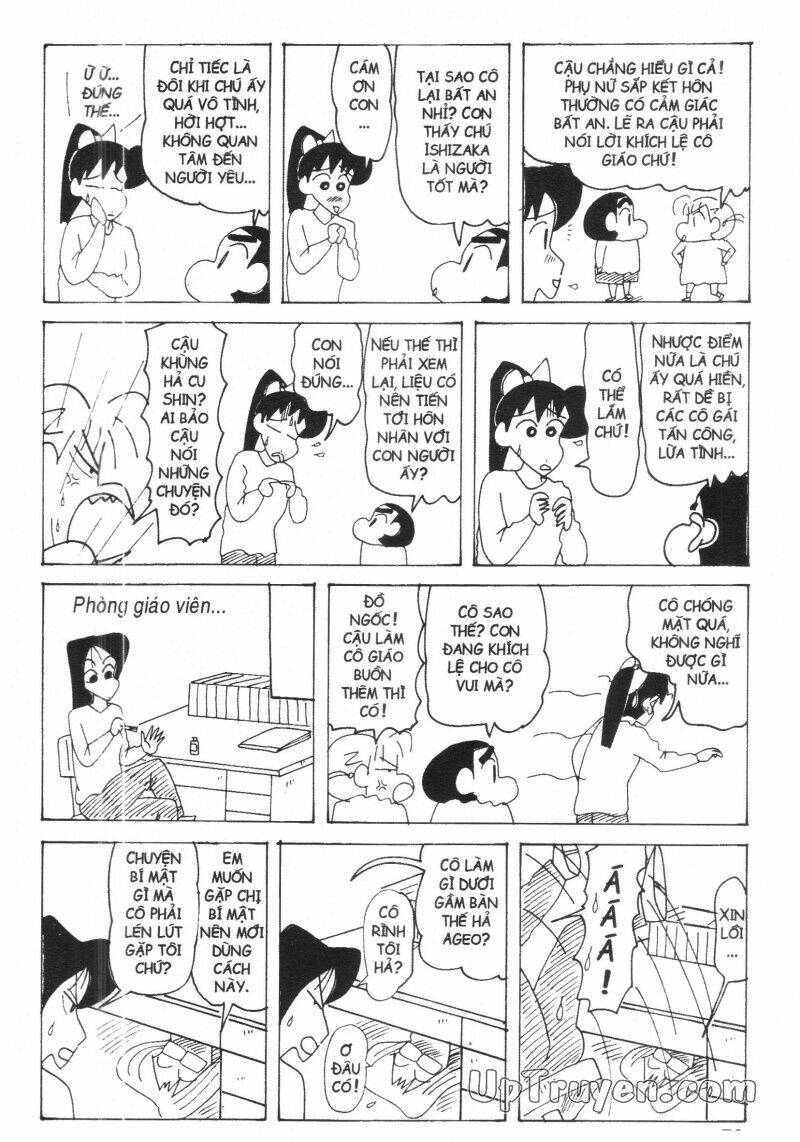 CẬU CHẲNG HIỂU GÌ CẢ!
PHỤ NỮ SẮP KẾT HÔN
THƯỜNG CÓ CẢM GIÁC
BẤT AN. LẼ RA CẬU PHẢI
NÓI LỜI KHÍCH LỆ CÔ
GIÁO CHỨ!
TẠI SAO CÔ
LẠI BẤT AN
NHỈ? CON
THẤY CHÚ
ISHIZAKA
LÀ NGƯỜI
TỐT MÀ?
CÁM
ƠN
CON
...
CHỈ TIẾC LÀ
ĐÔI KHI CHÚ ẤY
QUÁ VÔ TÌNH,
HỜI HỢT...
KHÔNG QUAN
TÂM ĐẾN
NGƯỜI YÊU...
Ừ Ừ...
ĐÚNG
THẾ...
NHƯỢC ĐIỂM
NỮA LÀ CHÚ
ẤY QUÁ HIỀN,
RẤT DỄ BỊ
CÁC CÔ GÁI
TẤN CÔNG,
LỪA TÌNH...
CÓ
THỂ
LẮM
CHỨ!
NẾU THẾ THÌ
PHẢI XEM
LẠI, LIỆU CÓ
NÊN TIẾN
TỚI HÔN
NHÂN VỚI
CON NGƯỜI
ẤY?
CON
NÓI
ĐÚNG...
CẬU
KHÙNG
HẢ CU
SHIN?
AI BẢO
CẬU
NÓI
NHỮNG
CHUYỆN
ĐÓ?
CÔ CHÓNG
MẶT QUÁ,
KHÔNG NGHĨ
ĐƯỢC GÌ
NỮA...
CÔ SAO
THẾ? CON
ĐANG KHÍCH
LỆ CHO CÔ
VUI MÀ?
ĐỒ
NGỐC!
CẬU LÀM
CÔ GIÁO
BUỒN
THÊM THÌ
CÓ!
Phòng giáo viên...
XIN
LỖI
...
Á
Á
Á!
CÔ LÀM
GÌ DƯỚI
GẦM BÀN
THẾ HẢ
AGEO?
CÔ
RÌNH
TÔI
HẢ?
Ơ
ĐÂU
CÓ!
EM
MUỐN
GẶP CHỊ
BÍ MẬT
NÊN MỚI
DÙNG
CÁCH
NÀY.
CHUYỆN
BÍ MẬT
GÌ MÀ
CÔ PHẢI
LÉN LÚT
GẶP TÔI
CHỨ?
UpTruyen.com